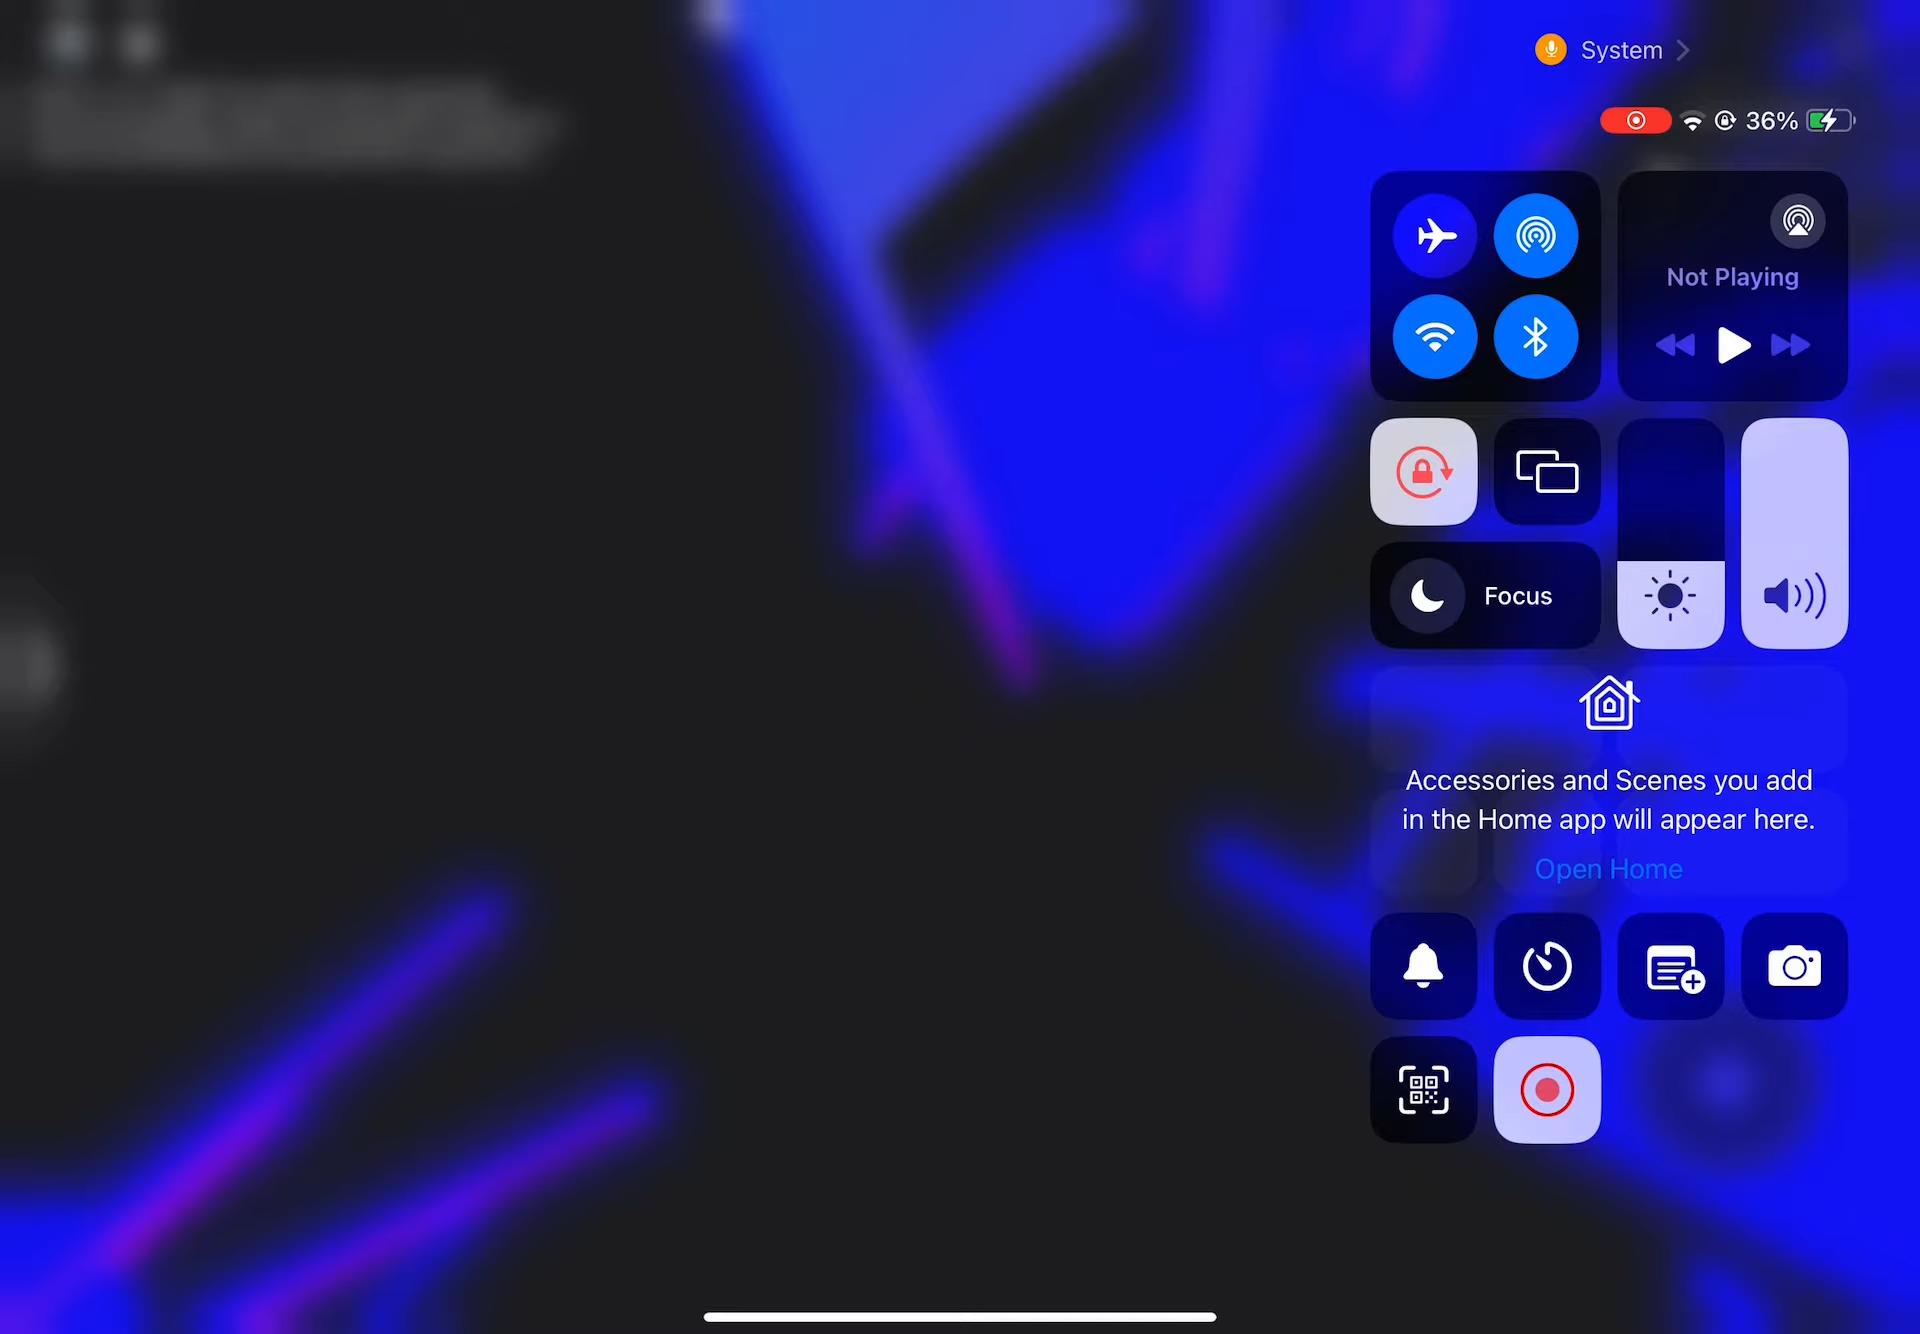 System
36%
Not Playing
Focus
Accessories and Scenes you add
in the Home app will appear here.
Open Home